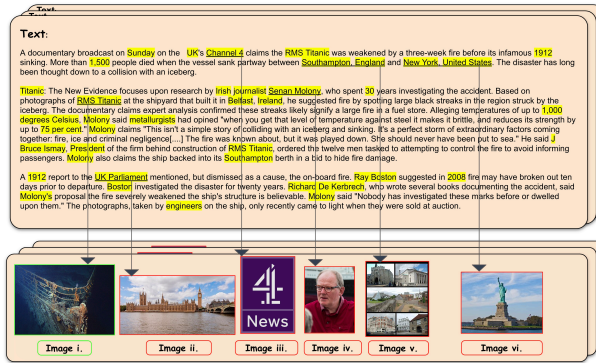 Text:
A documentary broadcast on Sunday on the UK's Channel 4 claims the RMS Titanic was weakened by a three-week fire before its infamous 1912
sinking. More than 1,500 people died when the vessel sank partway between Southampton, England and New York, United States. The disaster has long
been thought down to a collision with an iceberg.
Titanic: The New Evidence focuses upon research by Irish journalist Senan Molony, who spent 30 years investigating the accident. Based on
photographs of RMS Titanic at the shipyard that built it in Belfast, Ireland, he suggested fire by spotting large black streaks in the region struck by the
iceberg. The documentary claims expert analysis confirmed these streaks likely signify a large fire in a fuel store. Alleging temperatures of up to 1,000
degrees Celsius, Molony said metallurgists had opined "when you get that level of temperature against steel it makes it brittle, and reduces its strength by
up to 75 per cent." Molony claims "This isn't a simple story of colliding with an iceberg and sinking. It's a perfect storm of extraordinary factors coming
together: fire, ice and criminal negligence[....] The fire was known about, but it was played down. She should never have been put to sea." He said J
Bruce Ismay, President of the firm behind construction of RMS Titanic, ordered the twelve men tasked to attempting to control the fire to avoid informing
passengers. Molony also claims the ship backed into its Southampton berth in a bid to hide fire damage.
A 1912 report to the UK Parliament mentioned, but dismissed as a cause, the on-board fire. Ray Boston suggested in 2008 fire may have broken out ten
days prior to departure. Boston investigated the disaster for twenty years. Richard De Kerbrech, who wrote several books documenting the accident, said
Molony's proposal the fire severely weakened the ship's structure is believable. Molony said "Nobody has investigated these marks before or dwelled
upon them." The photographs, taken by engineers on the ship, only recently came to light when they were sold at auction.
4
News
Image i. Image ii. Image iii. Image iv. Image v. Image vi.